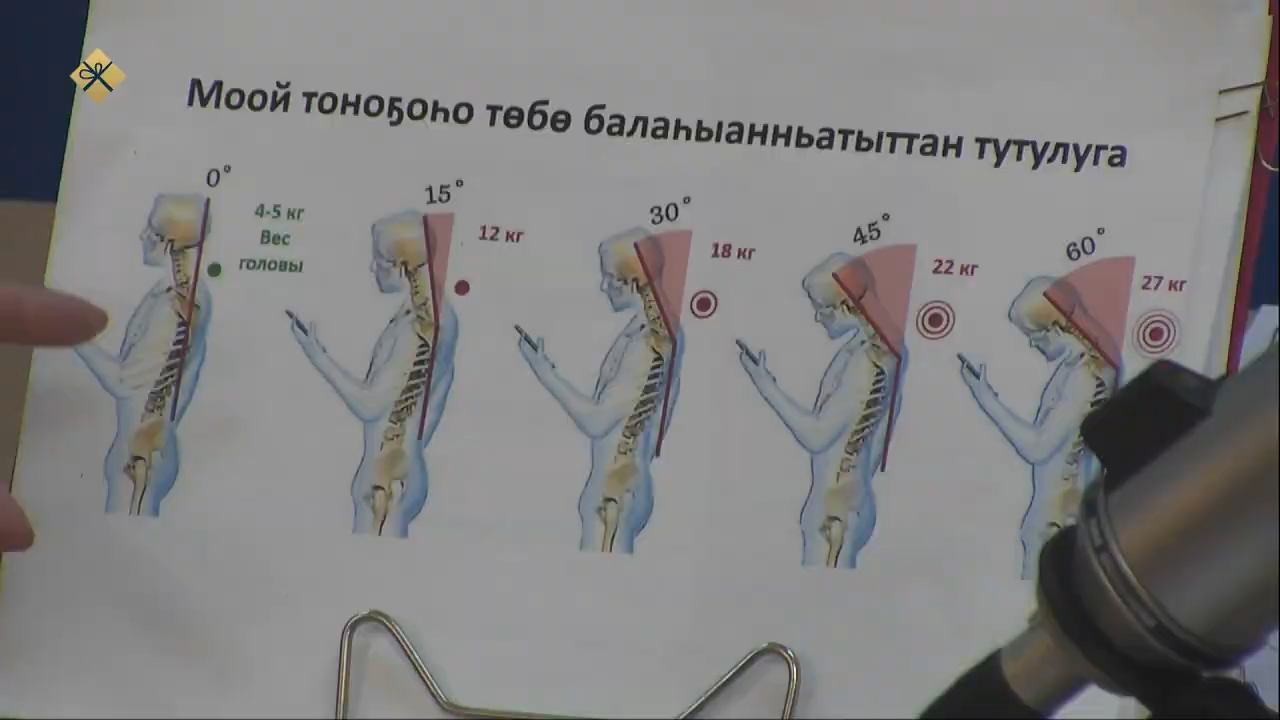 Моой тоноҕоһо төбө балаһыанньатыттан тутулуга
0°
4-5 кг
Вес
головы
15°
12 кг
30°
18 кг
45°
22 кг
60°
27 кг